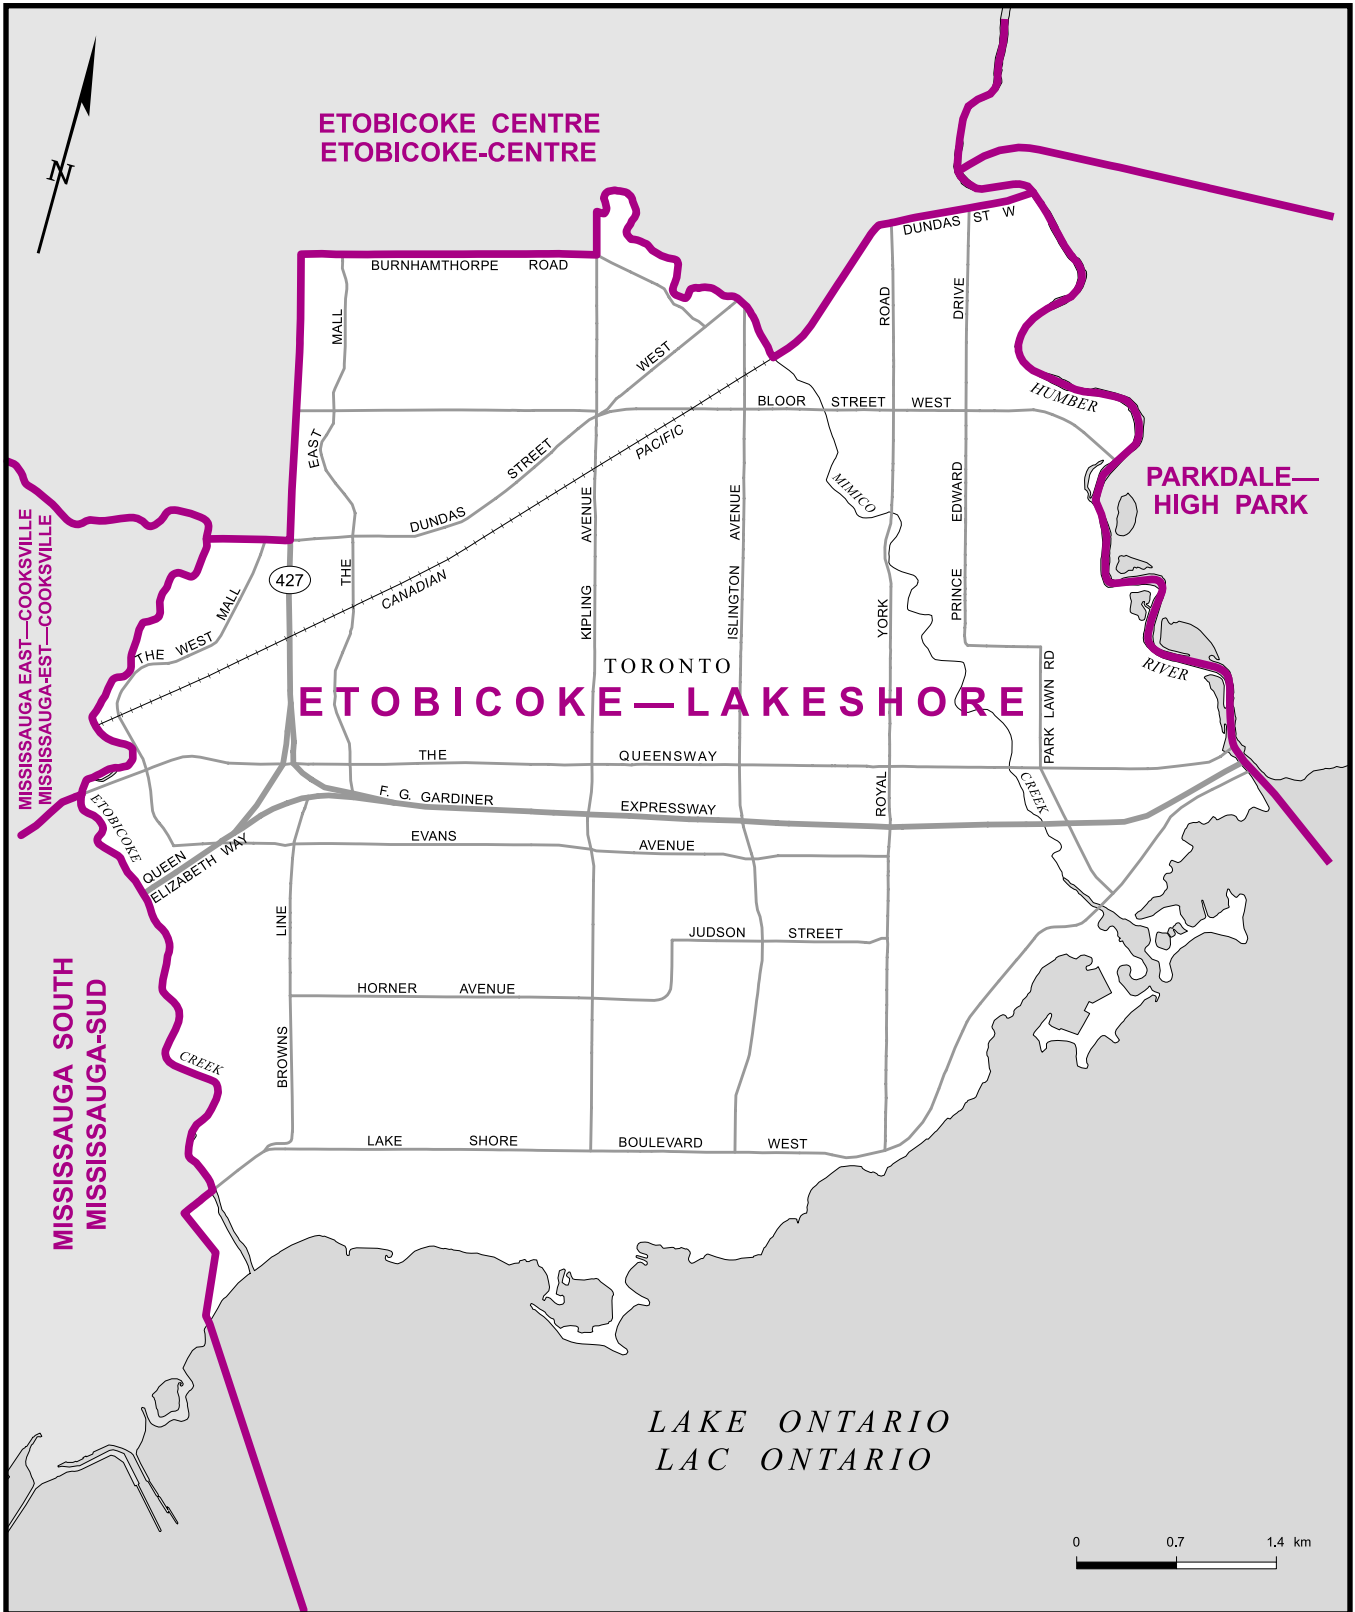 N
ETOBICOKE CENTRE
ETOBICOKE-CENTRE
DUNDAS ST W
BURNHAMTHORPE ROAD
EAST MALL
THE
WEST
ROAD
DRIVE
HUMBER
BLOOR STREET WEST
PACIFIC
STREET
DUNDAS
CANADIAN
MIMICO
PARKDALE—
HIGH PARK
MISSISSAUGA EAST—COOKSVILLE
MISSISSAUGA-EST—COOKSVILLE
427
THE WEST MALL
KIPLING AVENUE
ISLINGTON AVENUE
YORK
PRINCE EDWARD
RIVER
PARK LAWN RD
TORONTO
ETOBICOKE—LAKESHORE
THE QUEENSWAY
ROYAL
CREEK
F. G. GARDINER EXPRESSWAY
ETOBICOKE
QUEEN
ELIZABETH WAY
EVANS AVENUE
BROWNS LINE
JUDSON STREET
HORNER AVENUE
CREEK
MISSISSAUGA SOUTH
MISSISSAUGA-SUD
LAKE SHORE BOULEVARD WEST
LAKE ONTARIO
LAC ONTARIO
0 0.7 1.4 km